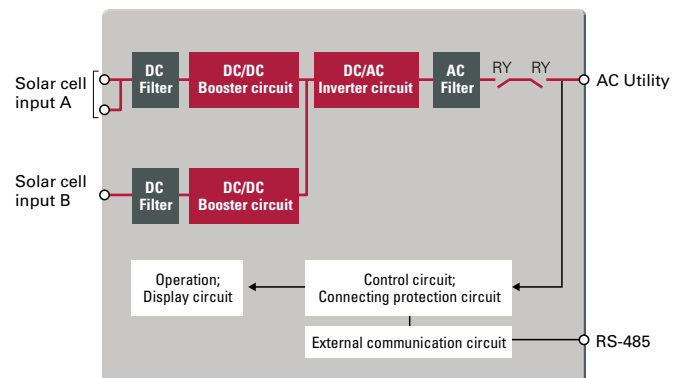 Solar cell
input A
DC
Filter
DC/DC
Booster circuit
DC/AC
Inverter circuit
AC
Filter
RY RY
AC Utility
Solar cell
input B
DC
Filter
DC/DC
Booster circuit
Operation;
Display circuit
Control circuit;
Connecting protection circuit
External communication circuit
RS-485